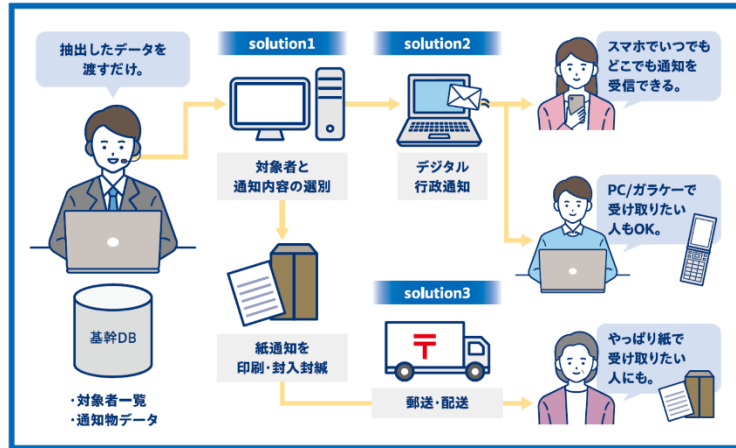 抽出したデータを
渡すだけ。
基幹DB
・対象者一覧
・通知物データ
solution1
対象者と
通知内容の選別
紙通知を
印刷・封入封緘
solution2
デジタル
行政通知
solution3
〒
郵送・配送
スマホでいつでも
どこでも通知を
受信できる。
PC/ガラケーで
受け取りたい
人もOK。
やっぱり紙で
受け取りたい
人にも。